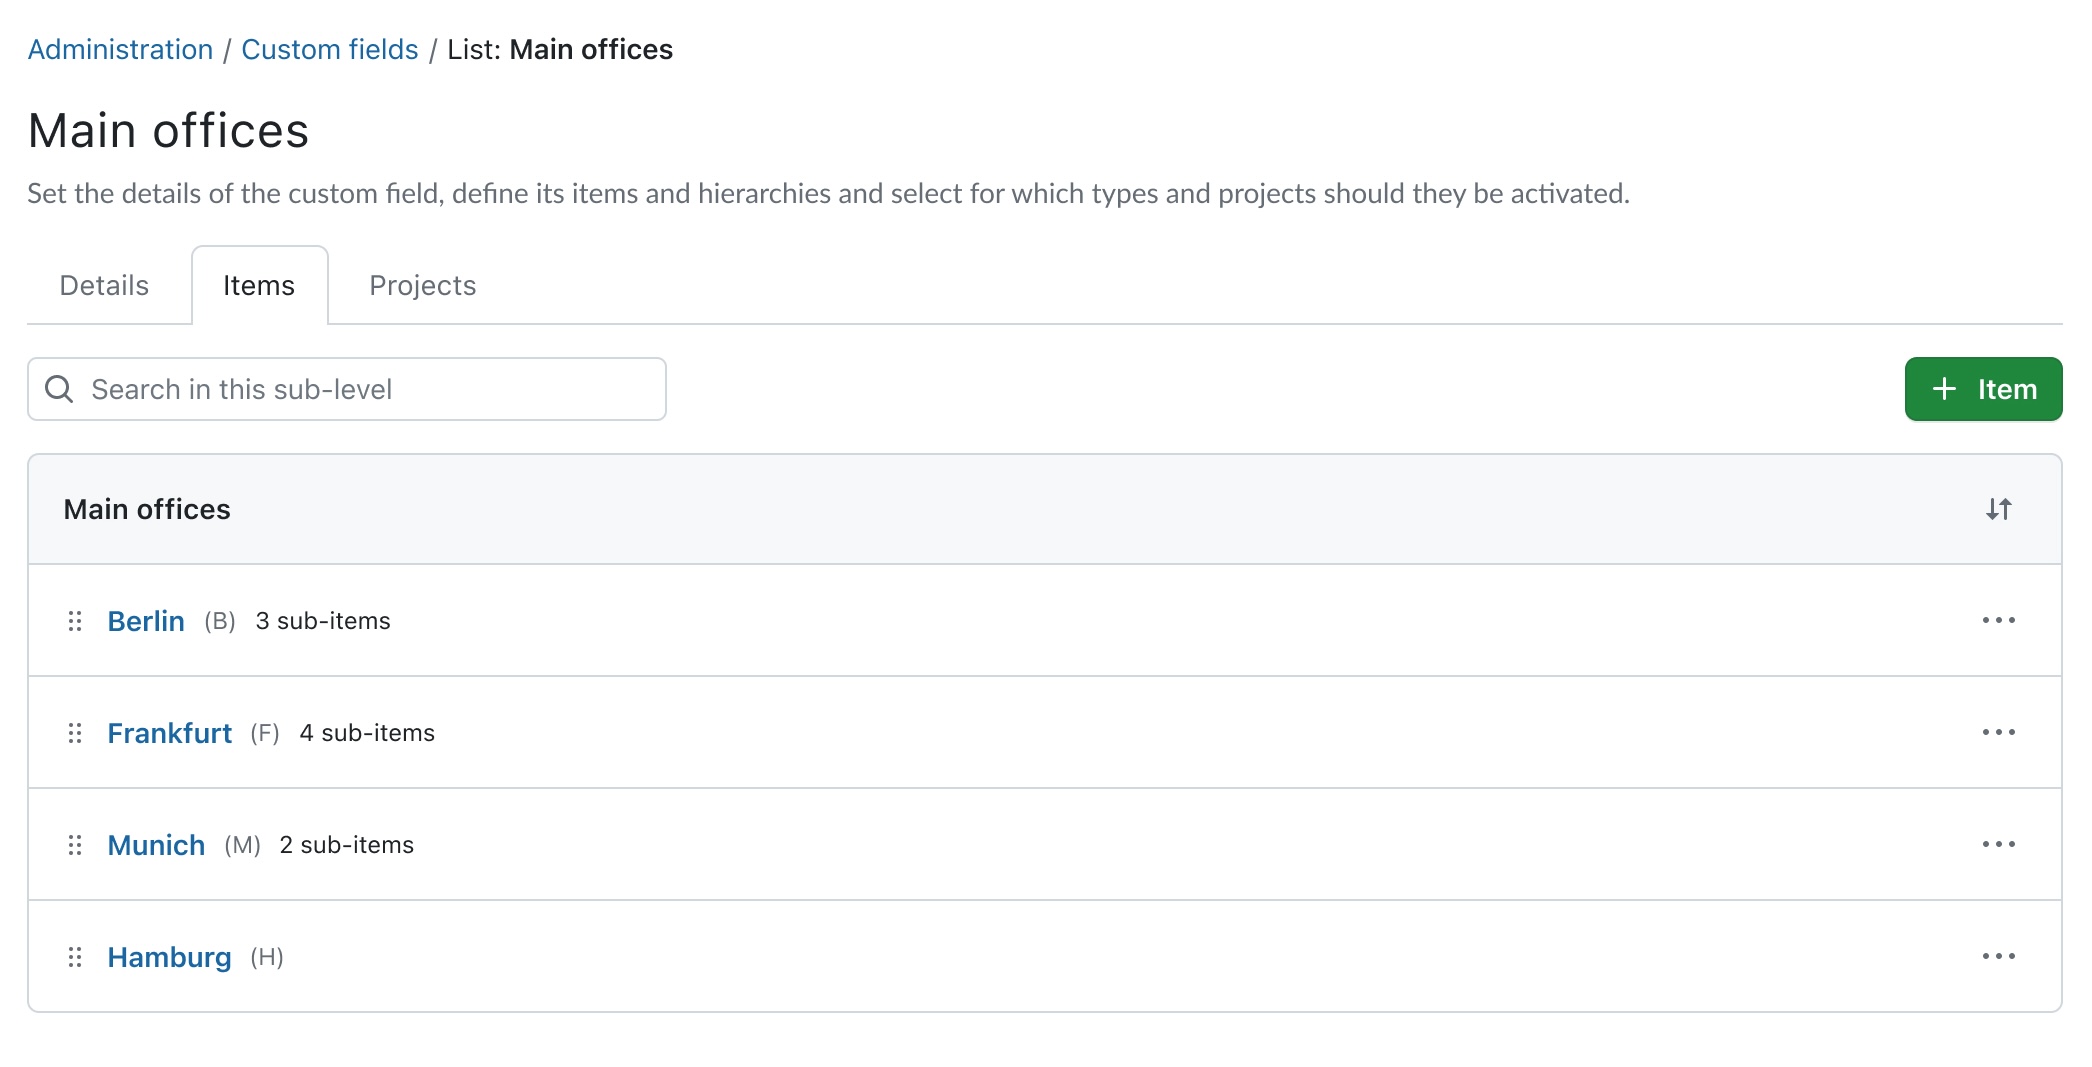 Administration / Custom fields / List: Main offices
Main offices
Set the details of the custom field, define its items and hierarchies and select for which types and projects should they be activated.
Details Items Projects
Search in this sub-level + Item
Main offices
Berlin (B) 3 sub-items
Frankfurt (F) 4 sub-items
Munich (M) 2 sub-items
Hamburg (H)